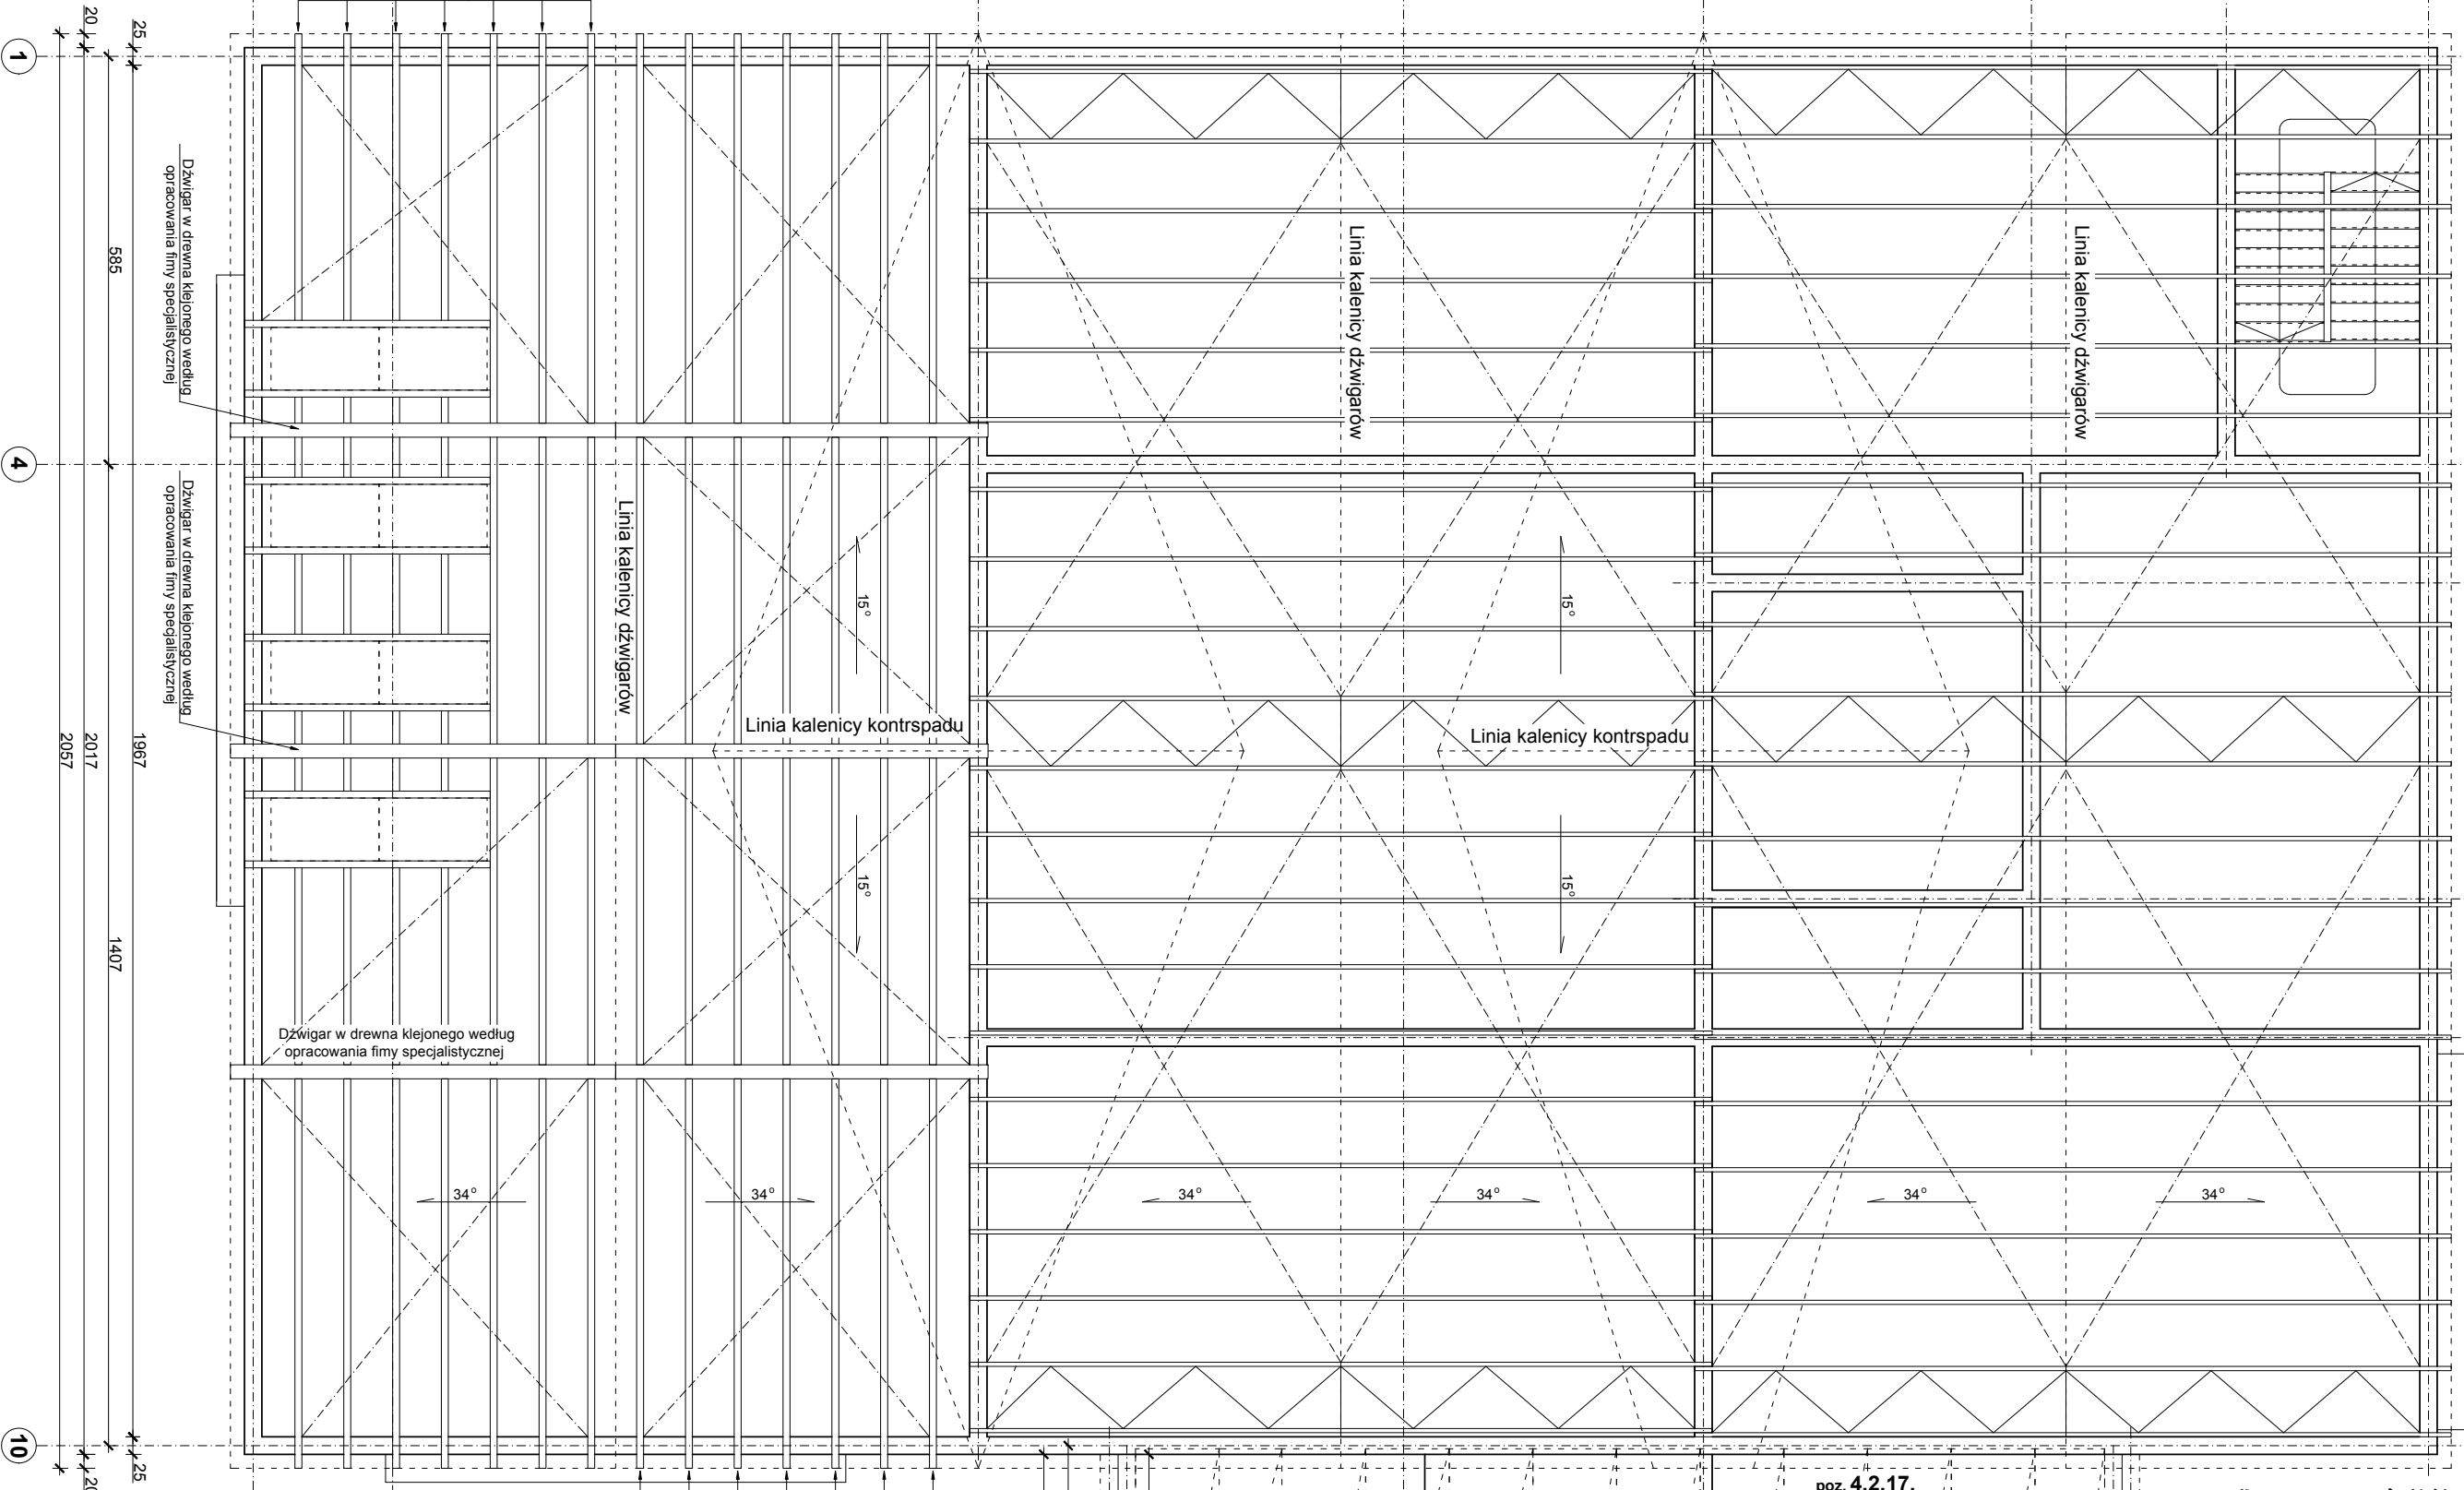 20
25
1
585
Dźwigar w drewna klejonego według
opracowania fimy specjalistycznej
4
Dźwigar w drewna klejonego według
opracowania fimy specjalistycznej
2057
2017
1967
1407
10
25
20
Linia kalenicy dźwigarów
Linia kalenicy dźwigarów
Linia kalenicy dźwigarów
15°
15°
Linia kalenicy kontrspadu
Linia kalenicy kontrspadu
15°
15°
Dźwigar w drewna klejonego według
opracowania fimy specjalistycznej
34°
34°
34°
34°
34°
34°
poz. 4.2.17.